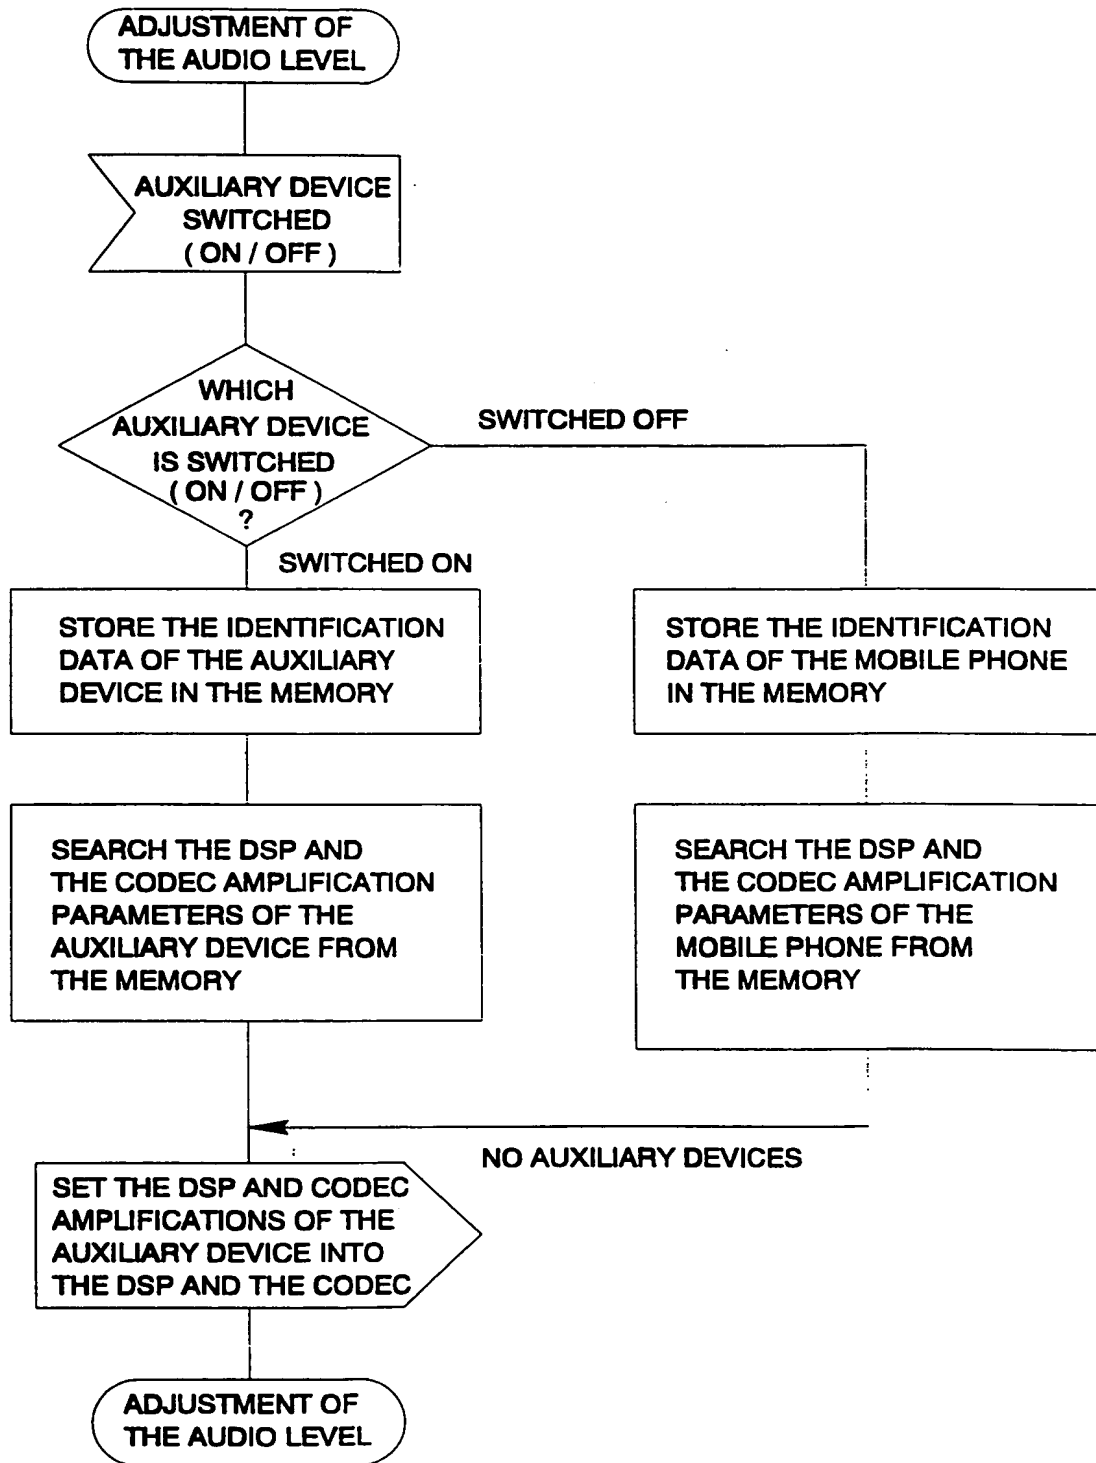 ADJUSTMENT OF
THE AUDIO LEVEL
AUXILIARY DEVICE
SWITCHED
( ON / OFF )
WHICH
AUXILIARY DEVICE
IS SWITCHED
( ON / OFF )
?
SWITCHED OFF
SWITCHED ON
STORE THE IDENTIFICATION
DATA OF THE AUXILIARY
DEVICE IN THE MEMORY
STORE THE IDENTIFICATION
DATA OF THE MOBILE PHONE
IN THE MEMORY
SEARCH THE DSP AND
THE CODEC AMPLIFICATION
PARAMETERS OF THE
AUXILIARY DEVICE FROM
THE MEMORY
SEARCH THE DSP AND
THE CODEC AMPLIFICATION
PARAMETERS OF THE
MOBILE PHONE FROM
THE MEMORY
NO AUXILIARY DEVICES
SET THE DSP AND CODEC
AMPLIFICATIONS OF THE
AUXILIARY DEVICE INTO
THE DSP AND THE CODEC
ADJUSTMENT OF
THE AUDIO LEVEL